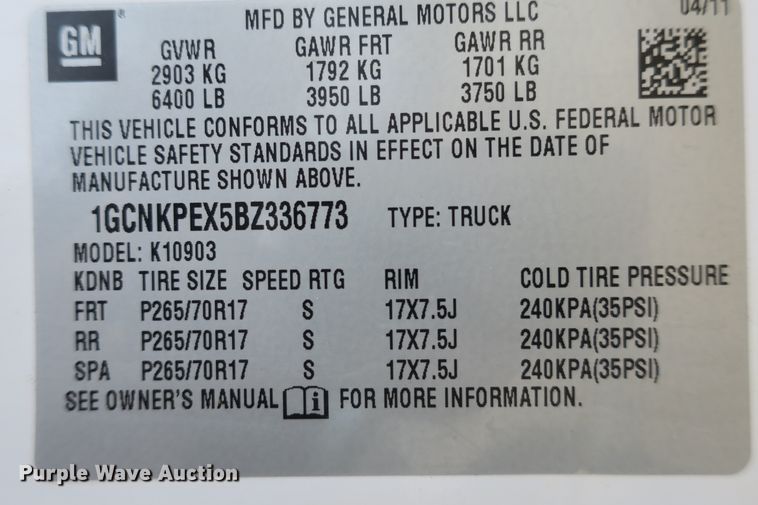 MFD BY GENERAL MOTORS LLC 04/11
GM
GVWR GAWR FRT GAWR RR
2903 KG 1792 KG 1701 KG
6400 LB 3950 LB 3750 LB
THIS VEHICLE CONFORMS TO ALL APPLICABLE U.S. FEDERAL MOTOR
VEHICLE SAFETY STANDARDS IN EFFECT ON THE DATE OF
MANUFACTURE SHOWN ABOVE.
1GCNKPEX5BZ336773 TYPE: TRUCK
MODEL: K10903
KDNB TIRE SIZE SPEED RTG RIM COLD TIRE PRESSURE
FRT P265/70R17 S 17X7.5J 240KPA(35PSI)
RR P265/70R17 S 17X7.5J 240KPA(35PSI)
SPA P265/70R17 S 17X7.5J 240KPA(35PSI)
SEE OWNER'S MANUAL i FOR MORE INFORMATION.
Purple Wave Auction